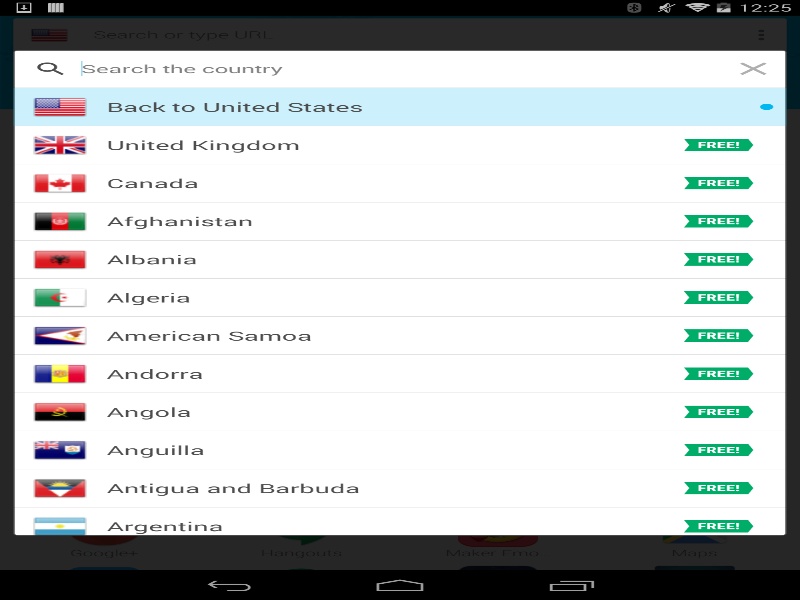 12:25
Search or type URL
Search the country
Back to United States
United Kingdom FREE!
Canada FREE!
Afghanistan FREE!
Albania FREE!
Algeria FREE!
American Samoa FREE!
Andorra FREE!
Angola FREE!
Anguilla FREE!
Antigua and Barbuda FREE!
Argentina FREE!
Google+ Hangouts Maker Emo Maps